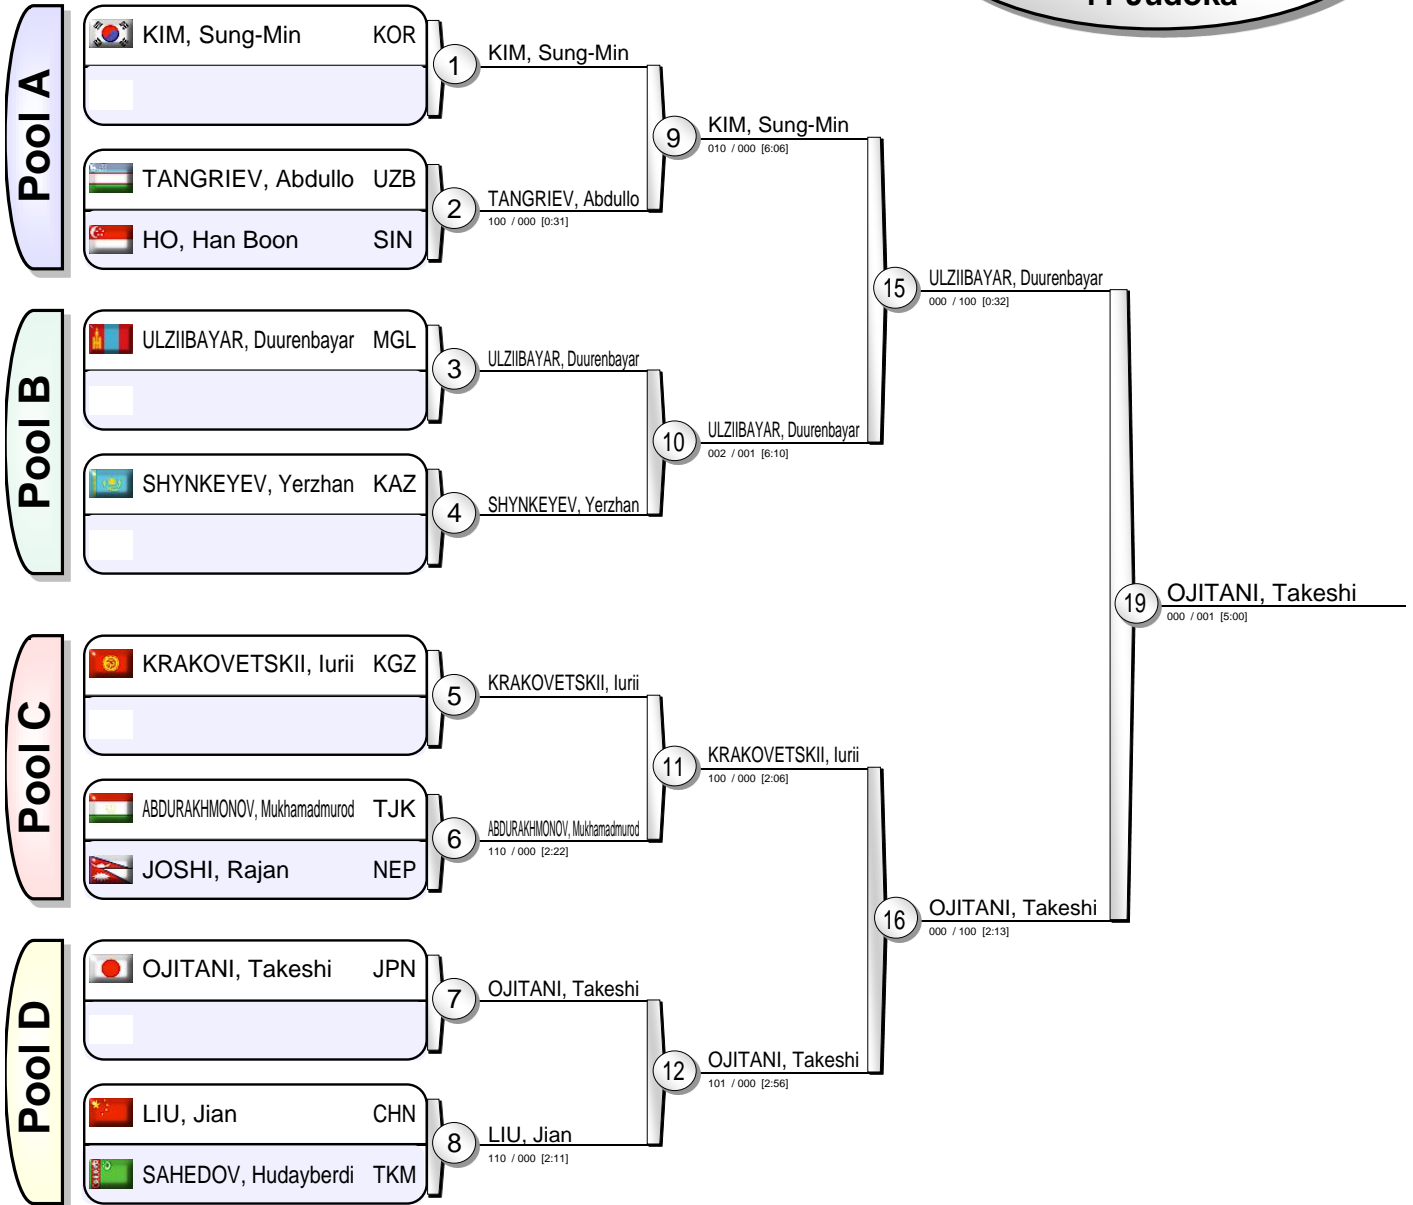 11 Judoka
Pool A
KIM, Sung-Min KOR
TANGRIEV, Abdullo UZB
HO, Han Boon SIN
1
KIM, Sung-Min
2
TANGRIEV, Abdullo
100 / 000 [0:31]
9
KIM, Sung-Min
010 / 000 [6:06]
Pool B
ULZIIBAYAR, Duurenbayar MGL
SHYNKEYEV, Yerzhan KAZ
3
ULZIIBAYAR, Duurenbayar
4
SHYNKEYEV, Yerzhan
10
ULZIIBAYAR, Duurenbayar
002 / 001 [6:10]
15
ULZIIBAYAR, Duurenbayar
000 / 100 [0:32]
Pool C
KRAKOVETSKII, Iurii KGZ
ABDURAKHMONOV, Mukhamadmurod TJK
JOSHI, Rajan NEP
5
KRAKOVETSKII, Iurii
6
ABDURAKHMONOV, Mukhamadmurod
110 / 000 [2:22]
11
KRAKOVETSKII, Iurii
100 / 000 [2:06]
Pool D
OJITANI, Takeshi JPN
LIU, Jian CHN
SAHEDOV, Hudayberdi TKM
7
OJITANI, Takeshi
8
LIU, Jian
110 / 000 [2:11]
12
OJITANI, Takeshi
101 / 000 [2:56]
16
OJITANI, Takeshi
000 / 100 [2:13]
19
OJITANI, Takeshi
000 / 001 [5:00]